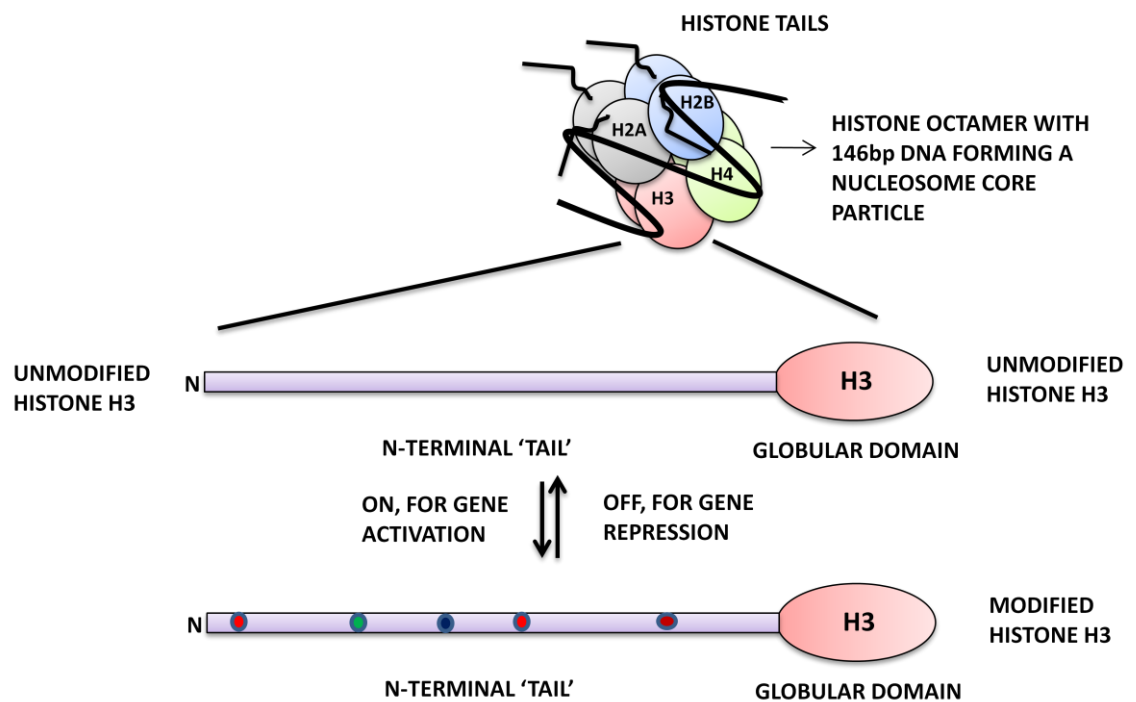 HISTONE TAILS
H2B
H2A
H4
H3
HISTONE OCTAMER WITH
146bp DNA FORMING A
NUCLEOSOME CORE
PARTICLE
UNMODIFIED
HISTONE H3
N
H3
UNMODIFIED
HISTONE H3
N-TERMINAL ‘TAIL’
GLOBULAR DOMAIN
ON, FOR GENE
ACTIVATION
OFF, FOR GENE
REPRESSION
N
H3
MODIFIED
HISTONE H3
N-TERMINAL ‘TAIL’
GLOBULAR DOMAIN